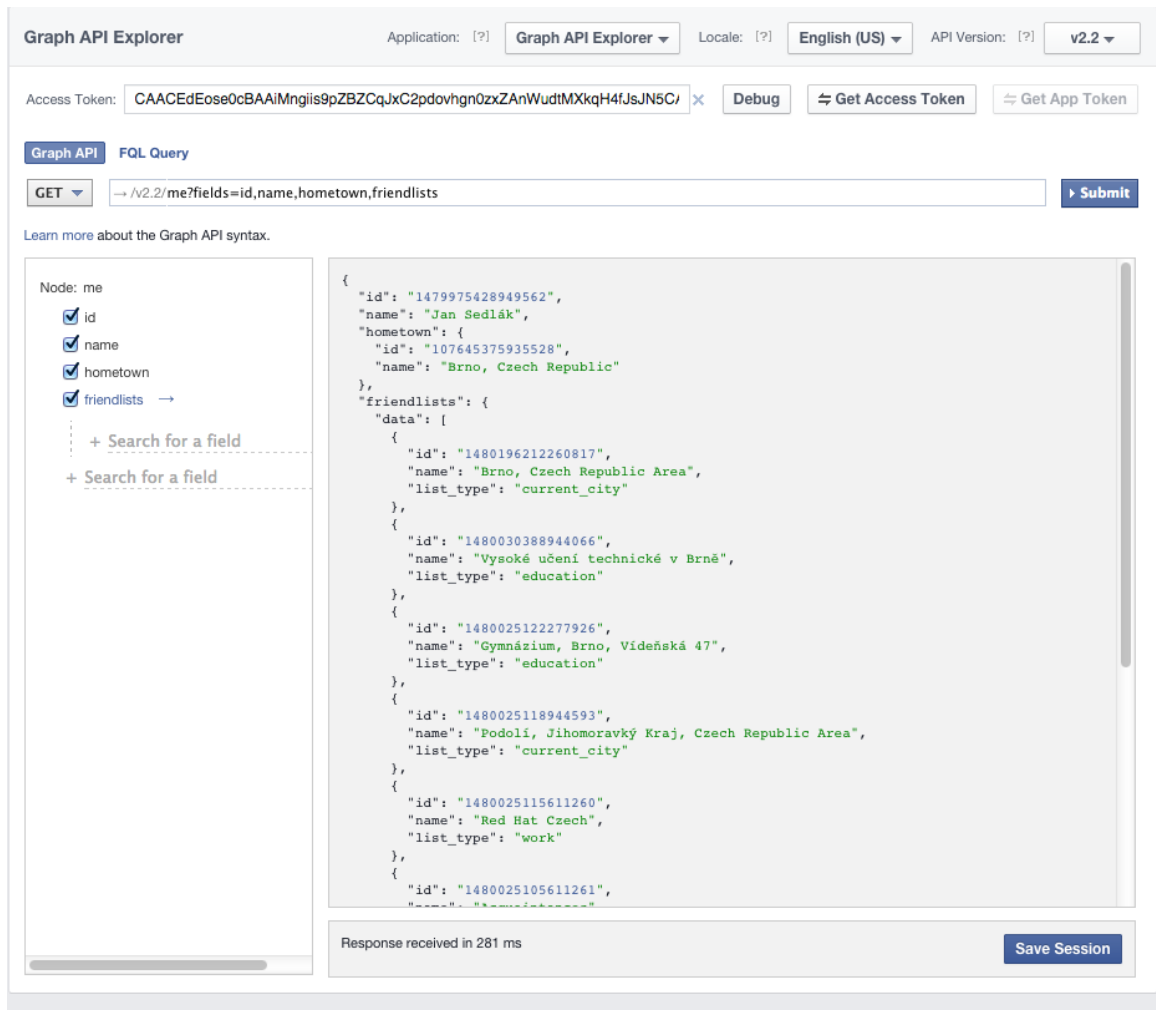 Graph API Explorer Application: [?] Graph API Explorer Locale: [?] English (US) API Version: [?] v2.2
Access Token: CAACEdEose0cBAAiMngiis9pZBZCqJxC2pdovhgn0zxZAnWudtMXkqH4fJsJN5C/ × Debug ⇋ Get Access Token ⇋ Get App Token
Graph API FQL Query
GET → /v2.2/me?fields=id,name,hometown,friendlists Submit
Learn more about the Graph API syntax.
Node: me
id
name
hometown
friendlists →
+ Search for a field
+ Search for a field
{
"id": "1479975428949562",
"name": "Jan Sedlák",
"hometown": {
"id": "107645375935528",
"name": "Brno, Czech Republic"
},
"friendlists": {
"data": [
{
"id": "1480196212260817",
"name": "Brno, Czech Republic Area",
"list_type": "current_city"
},
{
"id": "1480030388944066",
"name": "Vysoké učení technické v Brně",
"list_type": "education"
},
{
"id": "1480025122277926",
"name": "Gymnázium, Brno, Vídeňská 47",
"list_type": "education"
},
{
"id": "1480025118944593",
"name": "Podolí, Jihomoravký Kraj, Czech Republic Area",
"list_type": "current_city"
},
{
"id": "1480025115611260",
"name": "Red Hat Czech",
"list_type": "work"
},
{
"id": "1480025105611261",
Response received in 281 ms Save Session